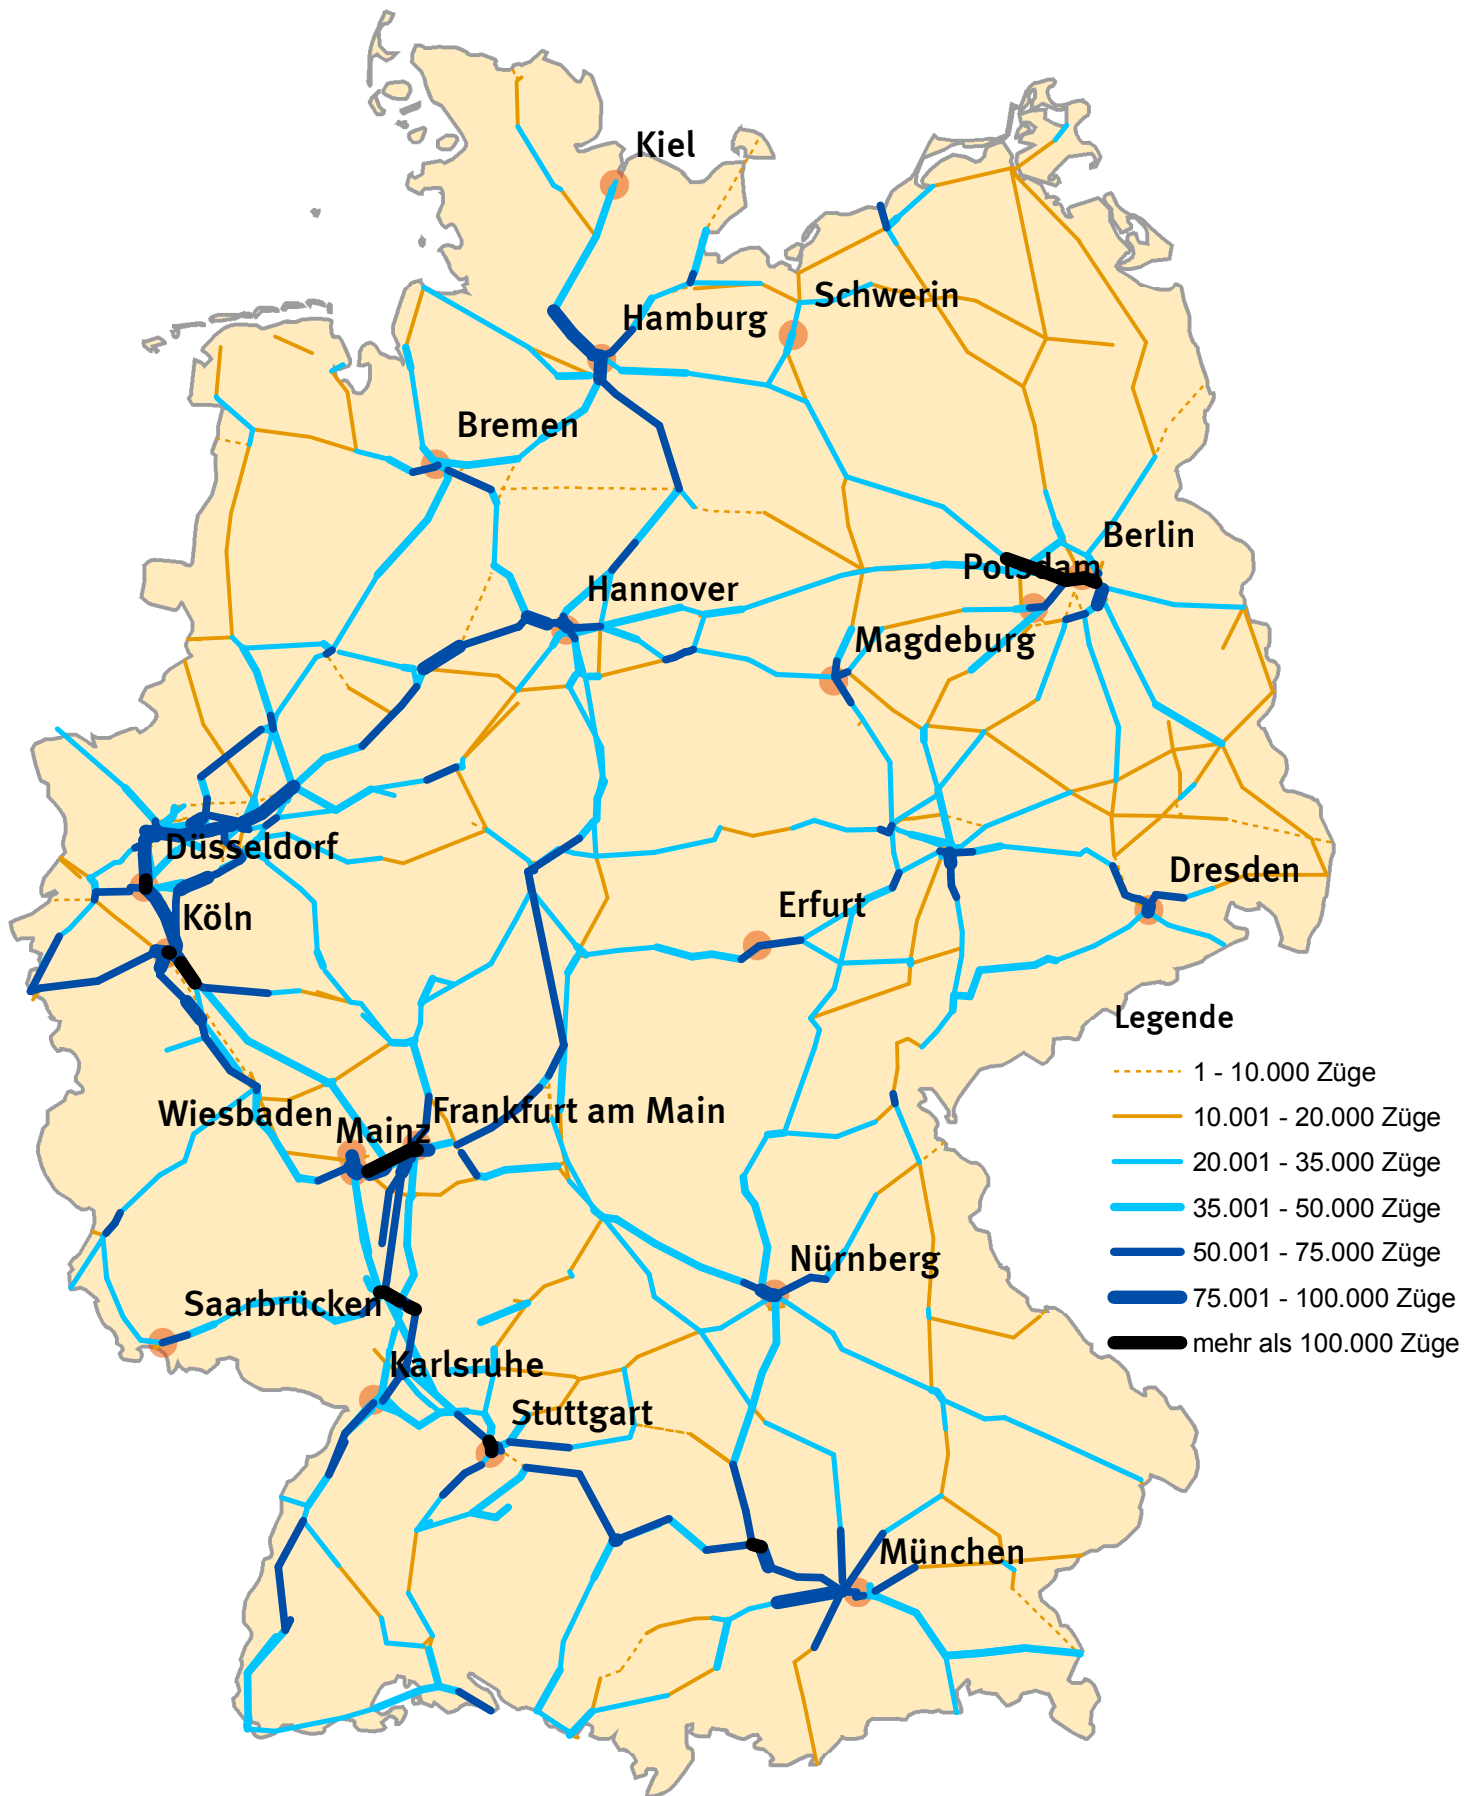 Kiel
Schwerin
Hamburg
Bremen
Berlin
Potsdam
Hannover
Magdeburg
Düsseldorf
Dresden
Erfurt
Köln
Legende
1 - 10.000 Züge
10.001 - 20.000 Züge
20.001 - 35.000 Züge
35.001 - 50.000 Züge
50.001 - 75.000 Züge
75.001 - 100.000 Züge
mehr als 100.000 Züge
Wiesbaden
Frankfurt am Main
Mainz
Nürnberg
Saarbrücken
Karlsruhe
Stuttgart
München